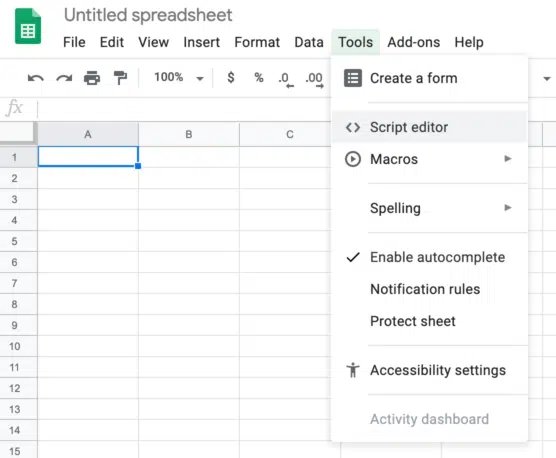 Untitled spreadsheet
File Edit View Insert Format Data Tools Add-ons Help
100% $ % .0 .00
Create a form
fx
Script editor
A B C
Macros
Spelling
Enable autocomplete
Notification rules
Protect sheet
Accessibility settings
Activity dashboard
1
2
3
4
5
6
7
8
9
10
11
12
13
14
15